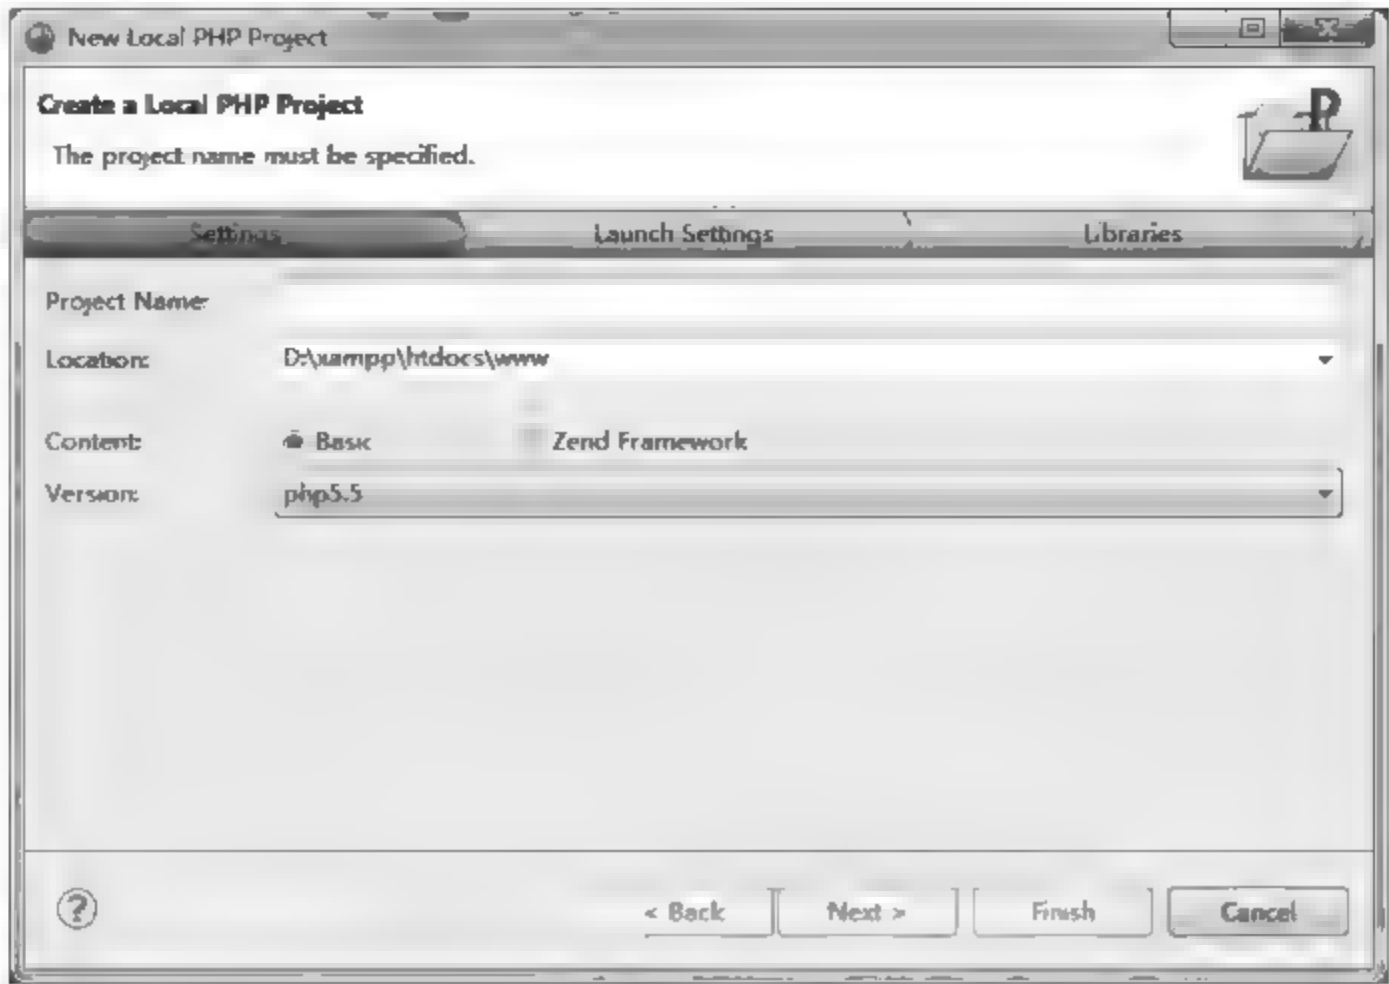 New Local PHP Project
Create a Local PHP Project
The project name must be specified.
Settings Launch Settings Libraries
Project Name:
Location: D:\xampp\htdocs\www
Content: Basic Zend Framework
Version: php5.5
? < Back Next > Finish Cancel